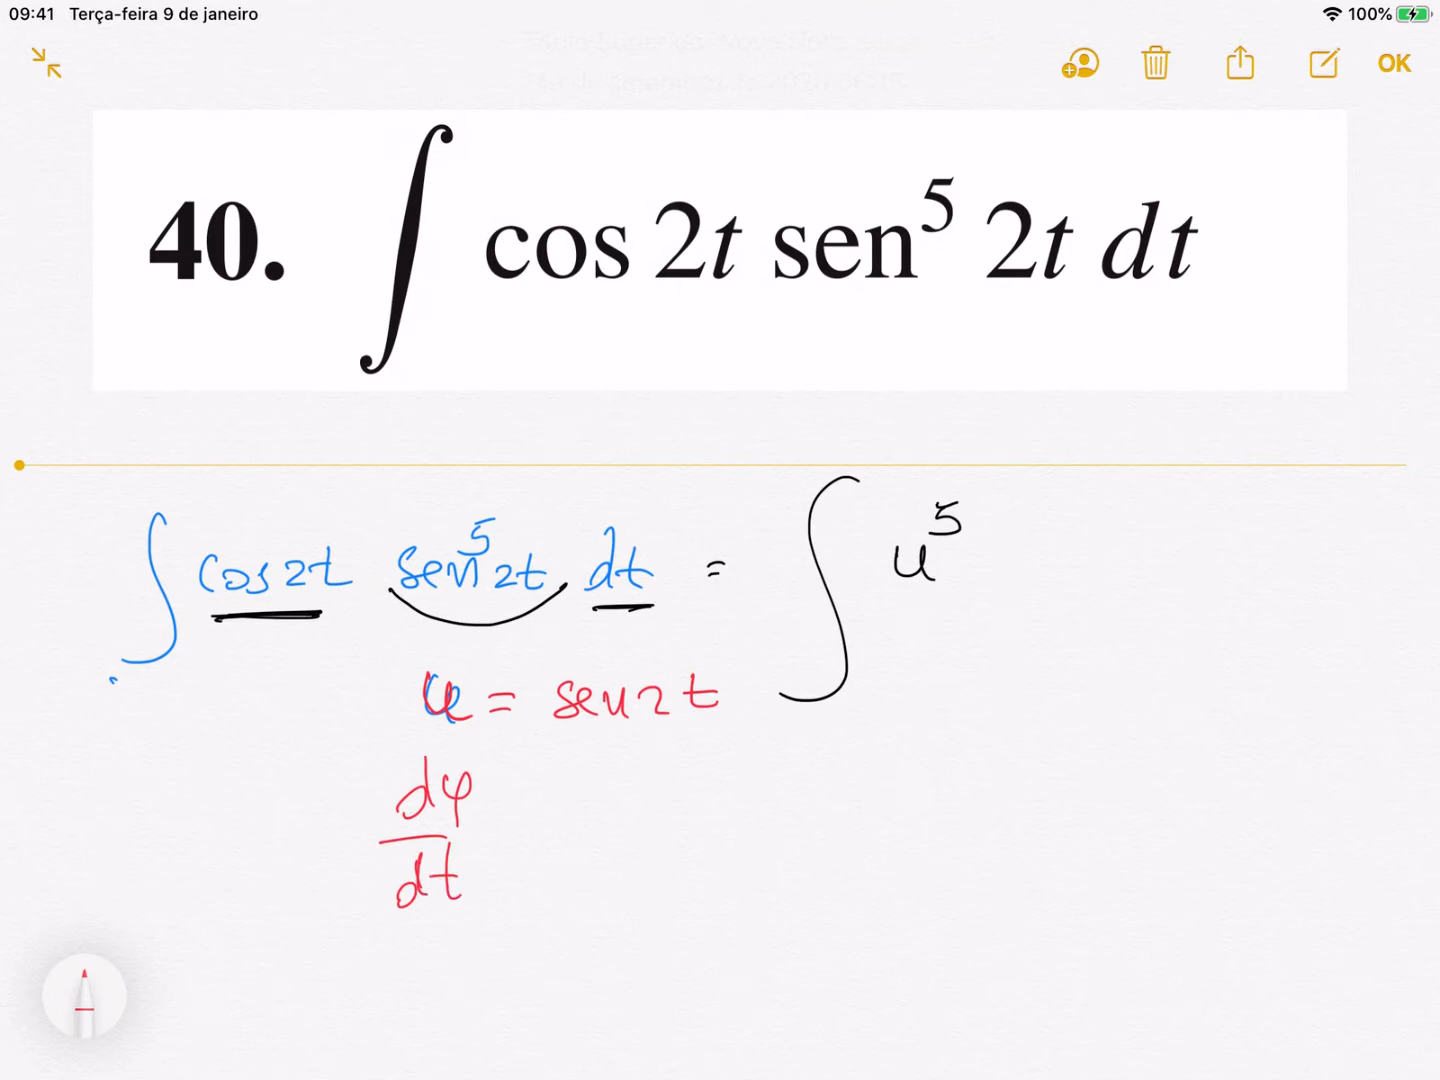 09:41 Terça-feira 9 de janeiro 100%
OK
40. ∫ cos 2t sen⁵ 2t dt
∫ cos 2t sen⁵ 2t dt = ∫ u⁵
u = sen 2t
dφ
dt